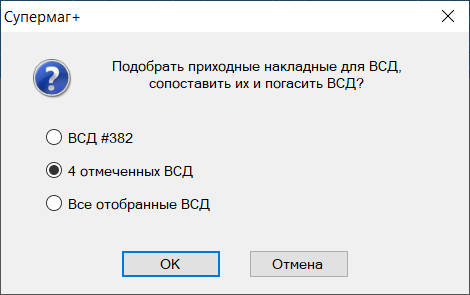 Супермаг+
Подобрать приходные накладные для ВСД,
сопоставить их и погасить ВСД?
ВСД #382
4 отмеченных ВСД
Все отобранные ВСД
OK
Отмена